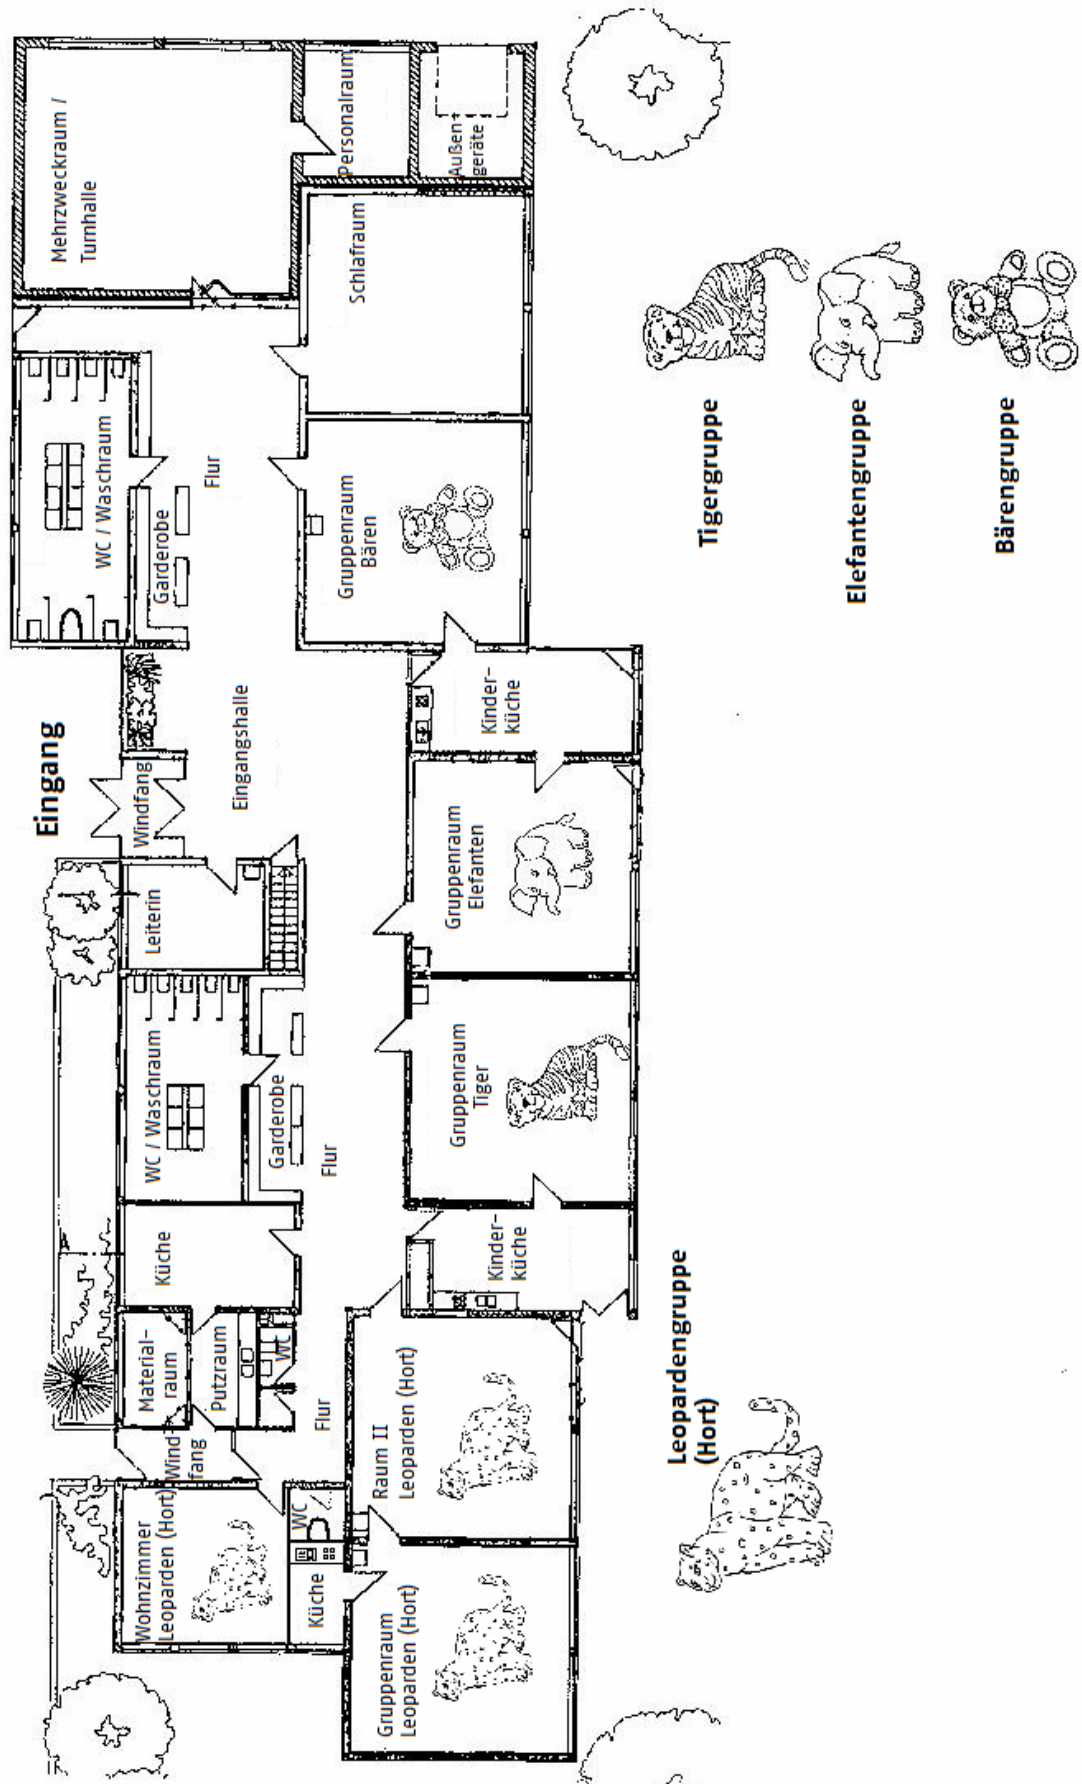 Eingang
Wohnzimmer
Leoparden (Hort)
Wind-
fang
Material-
raum
Putzraum
WC
Küche
WC / Waschraum
Garderobe
Leiterin
Windfang
Eingangshalle
WC / Waschraum
Garderobe
Flur
Mehrzweckraum /
Turnhalle
Personalraum
Außen-
geräte
Schlafraum
Gruppenraum
Bären
Kinder-
küche
Gruppenraum
Elefanten
Gruppenraum
Tiger
Kinder-
küche
Flur
Flur
Raum II
Leoparden (Hort)
WC
Küche
Gruppenraum
Leoparden (Hort)
Leopardengruppe
(Hort)
Tigergruppe
Elefantengruppe
Bärengruppe